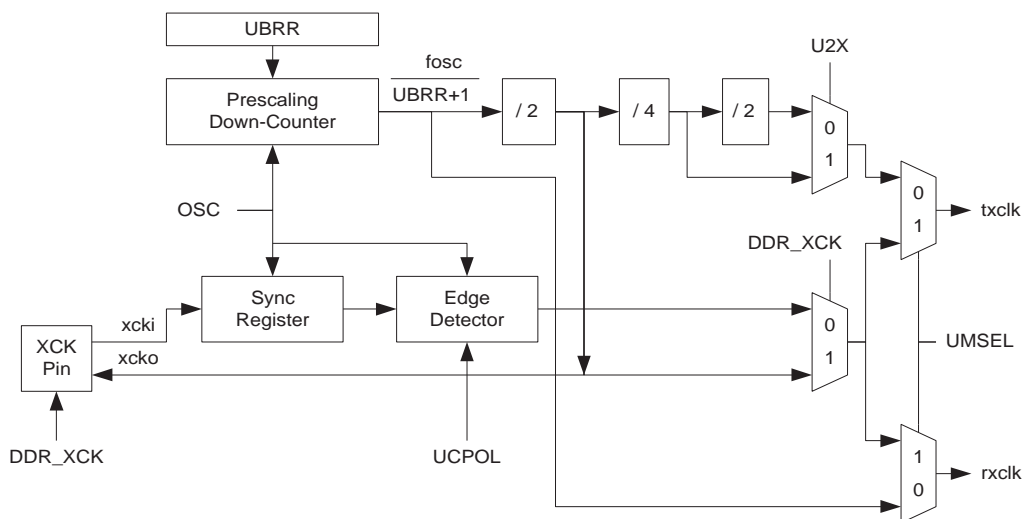 UBRR
U2X
fosc
Prescaling
Down-Counter
UBRR+1
/ 2
/ 4
/ 2
0
1
OSC
0
1
txclk
DDR_XCK
Sync
Register
Edge
Detector
xcki
0
1
UMSEL
XCK
Pin
xcko
DDR_XCK
UCPOL
1
0
rxclk